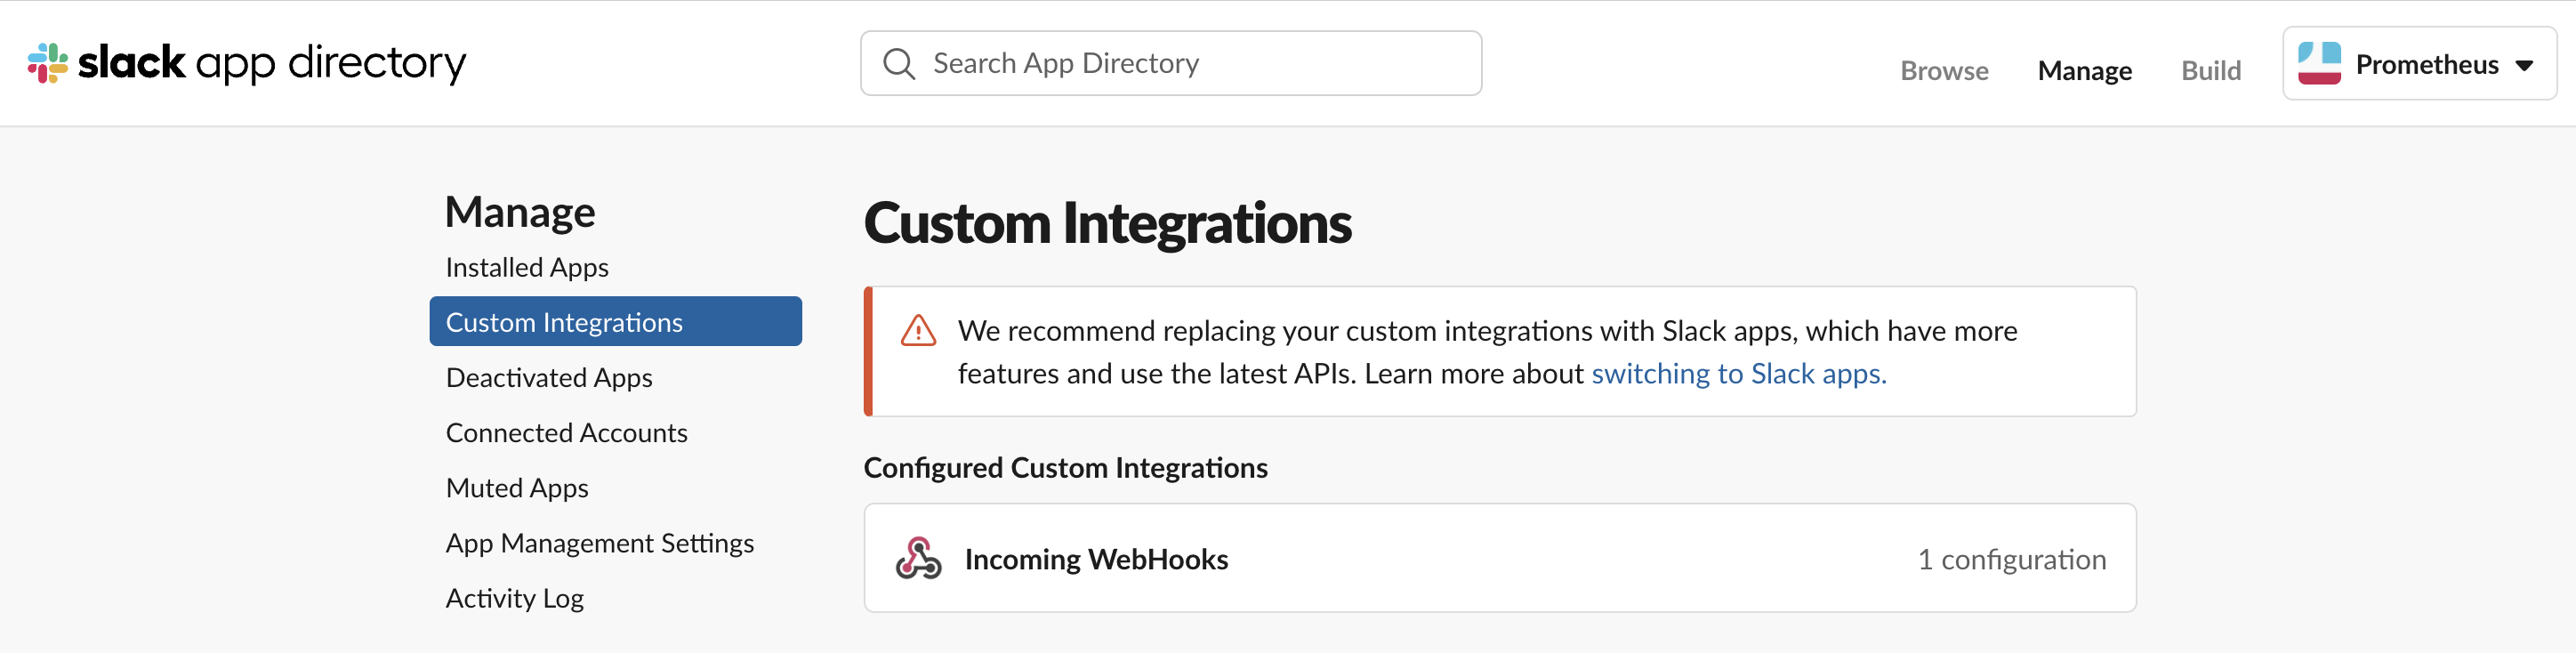 slack app directory
Search App Directory
Browse
Manage
Build
Prometheus
Manage
Installed Apps
Custom Integrations
Deactivated Apps
Connected Accounts
Muted Apps
App Management Settings
Activity Log
Custom Integrations
We recommend replacing your custom integrations with Slack apps, which have more
features and use the latest APIs. Learn more about switching to Slack apps.
Configured Custom Integrations
Incoming WebHooks
1 configuration